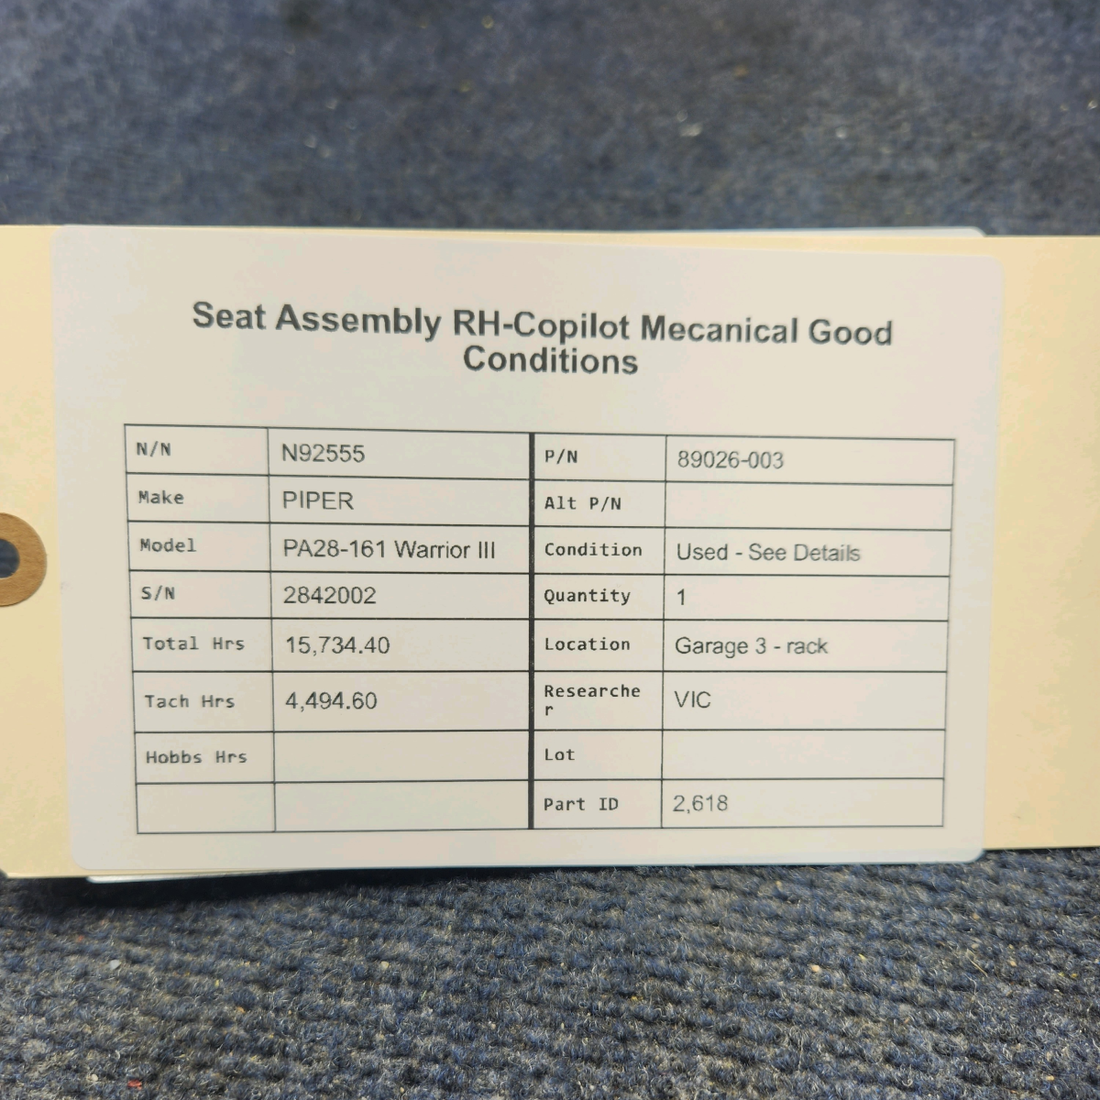 Seat Assembly RH-Copilot Mecanical Good
Conditions
N/N N92555 P/N 89026-003
Make PIPER Alt P/N
Model PA28-161 Warrior III Condition Used - See Details
S/N 2842002 Quantity 1
Total Hrs 15,734.40 Location Garage 3 - rack
Tach Hrs 4,494.60 Researche
r VIC
Hobbs Hrs Lot
Part ID 2,618